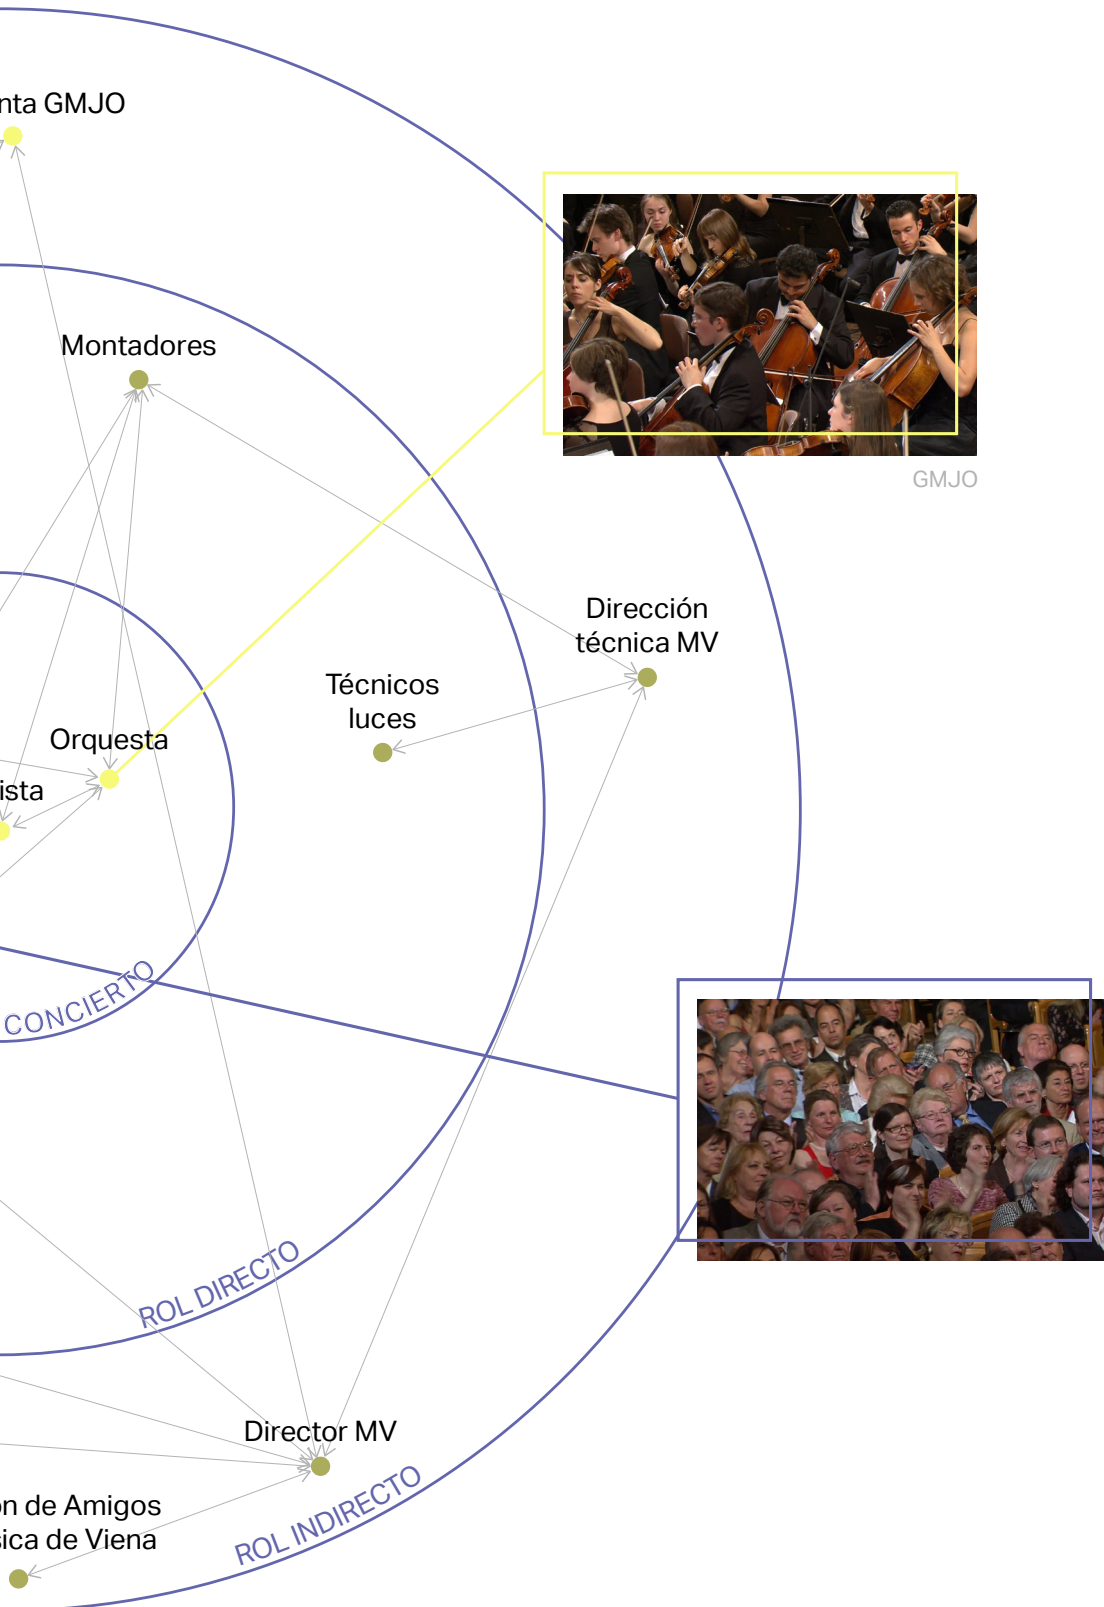 nta GMJO
Montadores
GMJO
Dirección
técnica MV
Técnicos
luces
Orquesta
ista
CONCIERTO
ROL DIRECTO
Director MV
ROL INDIRECTO
ón de Amigos
sica de Viena